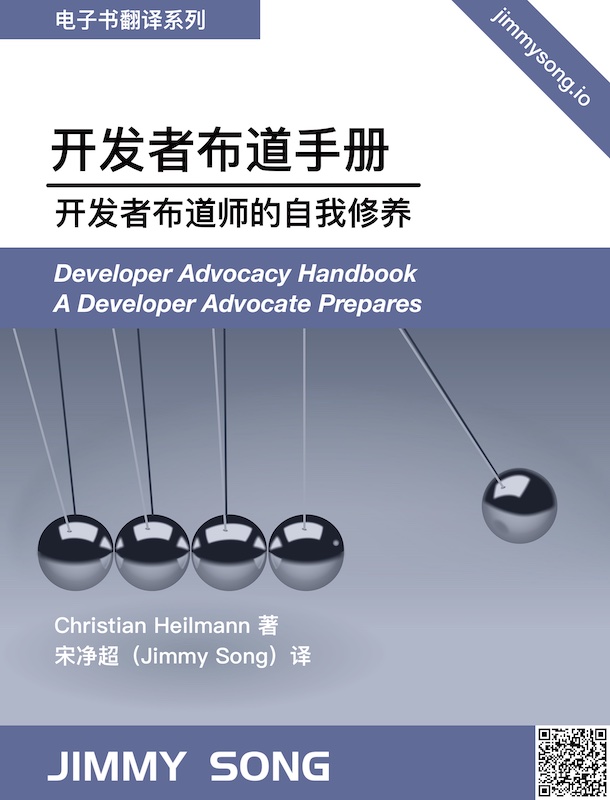 电子书翻译系列
jimmysong.io
开发者布道手册
开发者布道师的自我修养
Developer Advocacy Handbook
A Developer Advocate Prepares
Christian Heilmann 著
宋净超（Jimmy Song）译
JIMMY SONG